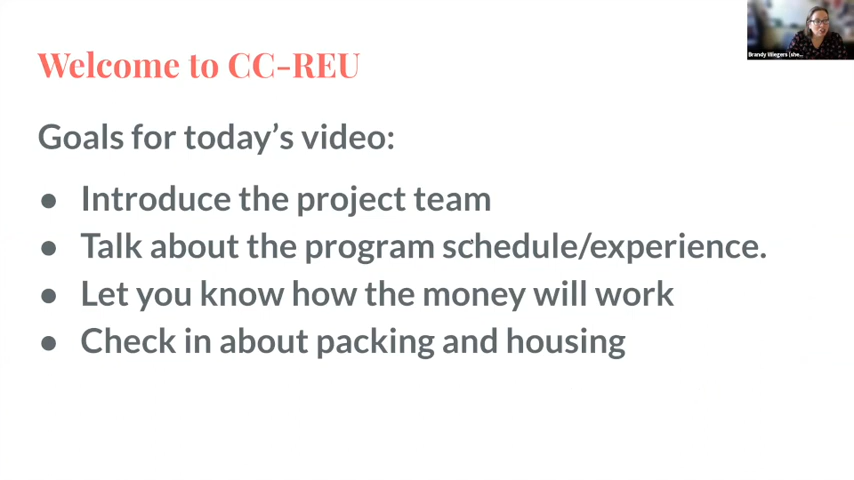 Welcome to CC-REU
Brandy Wiegers (she...
Goals for today's video:
● Introduce the project team
● Talk about the program schedule/experience.
● Let you know how the money will work
● Check in about packing and housing